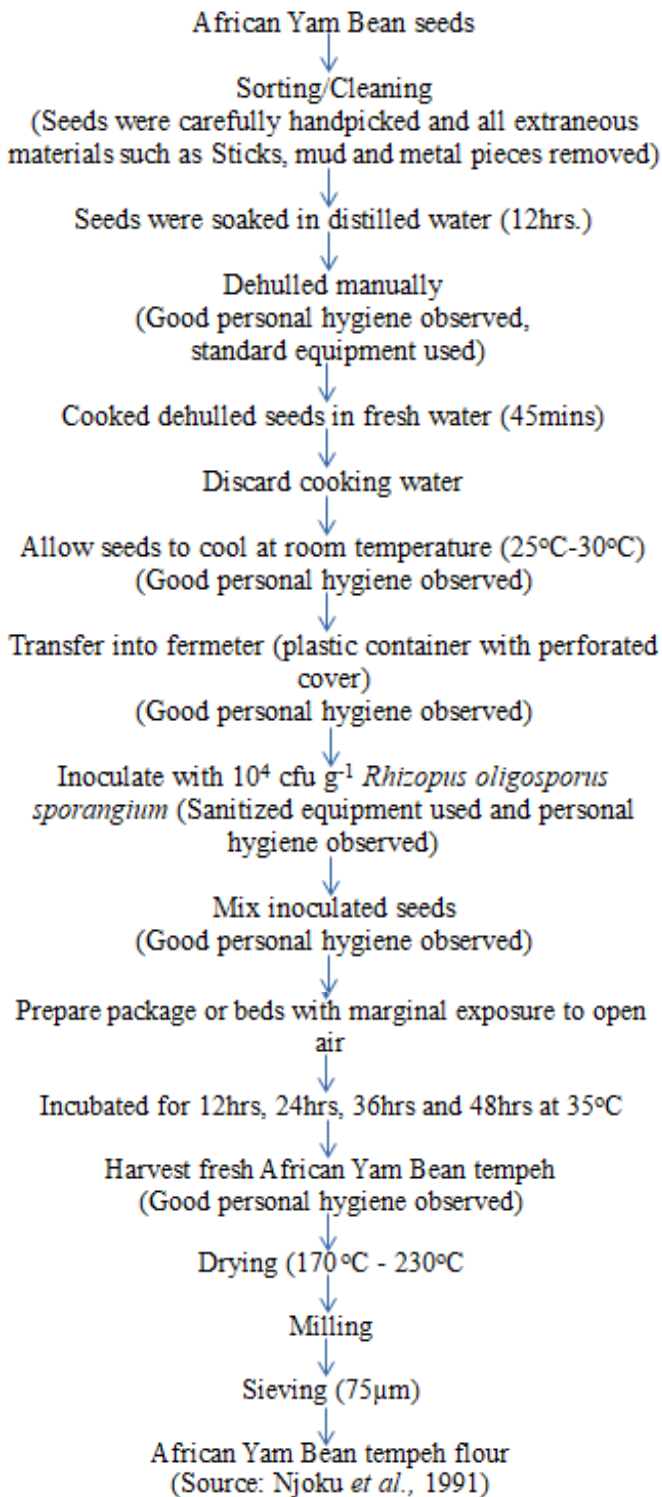 African Yam Bean seeds
Sorting/Cleaning
(Seeds were carefully handpicked and all extraneous
materials such as Sticks, mud and metal pieces removed)
Seeds were soaked in distilled water (12hrs.)
Dehulled manually
(Good personal hygiene observed,
standard equipment used)
Cooked dehulled seeds in fresh water (45mins)
Discard cooking water
Allow seeds to cool at room temperature (25ºC-30ºC)
(Good personal hygiene observed)
Transfer into fermeter (plastic container with perforated
cover)
(Good personal hygiene observed)
Inoculate with 10⁴ cfu g⁻¹ Rhizopus oligosporus
sporangium (Sanitized equipment used and personal
hygiene observed)
Mix inoculated seeds
(Good personal hygiene observed)
Prepare package or beds with marginal exposure to open
air
Incubated for 12hrs, 24hrs, 36hrs and 48hrs at 35ºC
Harvest fresh African Yam Bean tempeh
(Good personal hygiene observed)
Drying (170 ºC - 230ºC
Milling
Sieving (75µm)
African Yam Bean tempeh flour
(Source: Njoku et al., 1991)